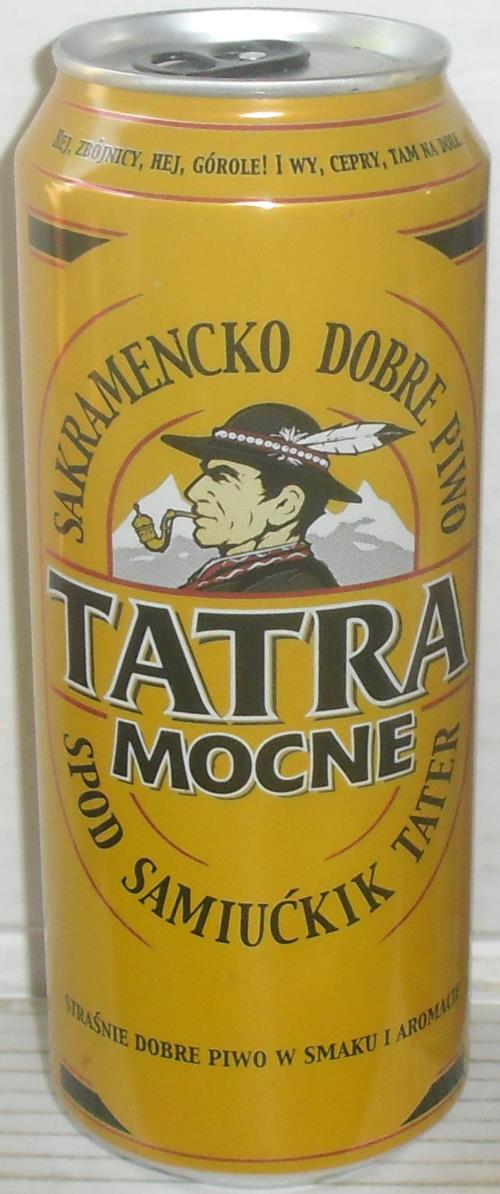 HEJ, ZBÓJNICY, HEJ, GÓROLE! I WY, CEPRY, TAM NA DOLE
SAKRAMENCKO DOBRE PIWO
TATRA
MOCNE
SPOD SAMIUĆKIK TATER
STRAŚNIE DOBRE PIWO W SMAKU I AROMACIE